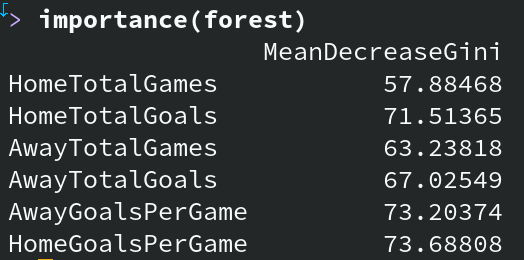 > importance(forest)
MeanDecreaseGini
HomeTotalGames 57.88468
HomeTotalGoals 71.51365
AwayTotalGames 63.23818
AwayTotalGoals 67.02549
AwayGoalsPerGame 73.20374
HomeGoalsPerGame 73.68808